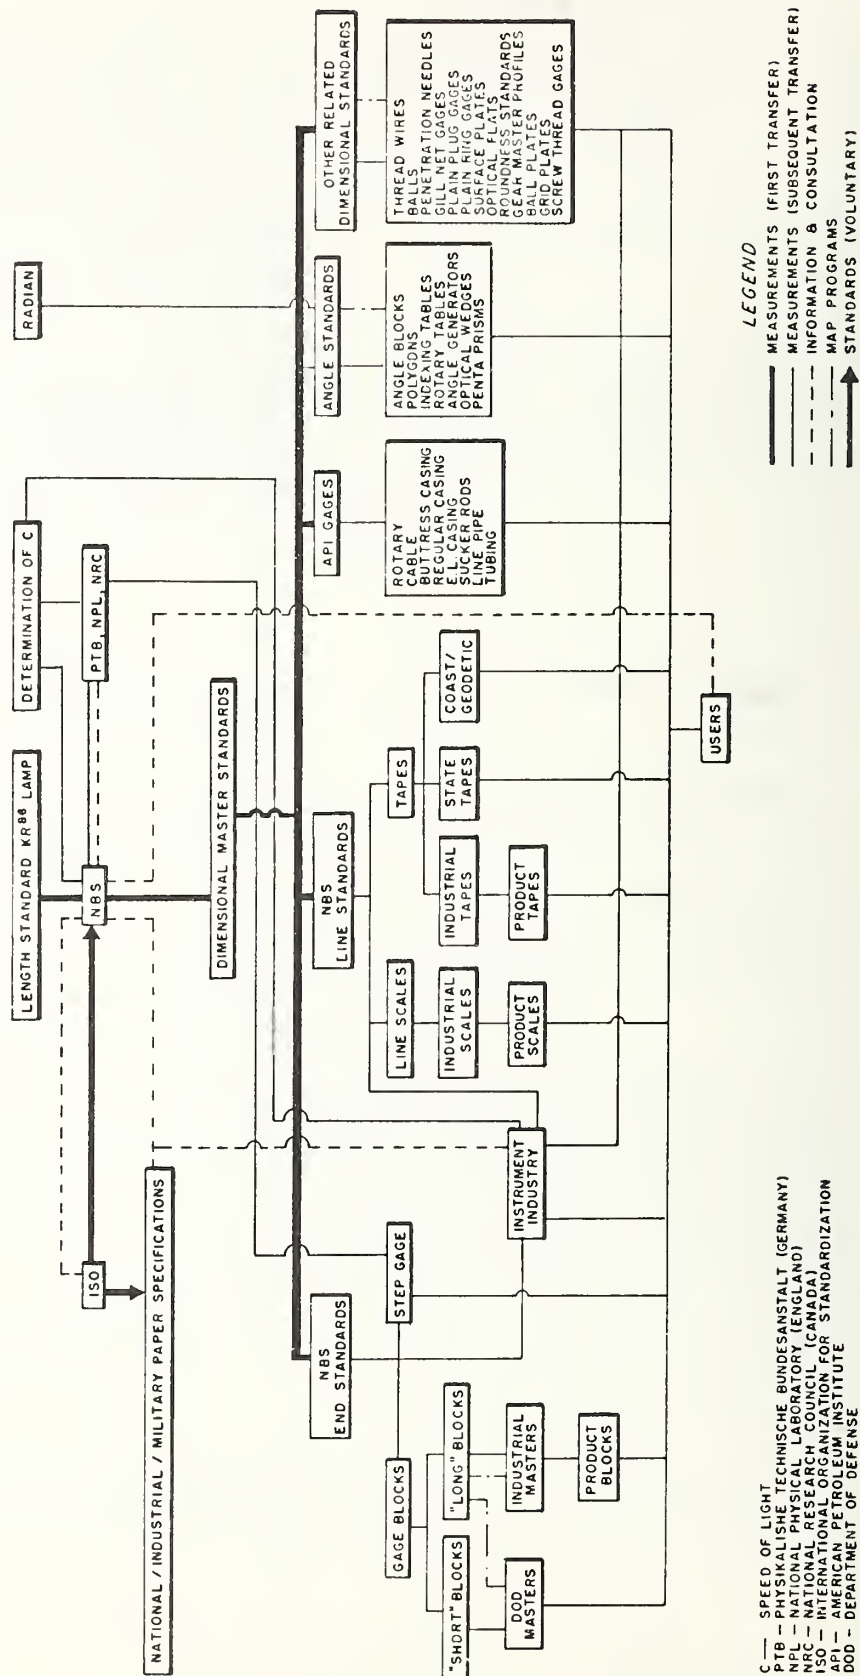 LENGTH STANDARD KR86 LAMP
DETERMINATION OF C
RADIAN
ISO
NBS
PTB, NPL, NRC
NATIONAL / INDUSTRIAL / MILITARY PAPER SPECIFICATIONS
DIMENSIONAL MASTER STANDARDS
NBS
END STANDARDS
NBS
LINE STANDARDS
API GAGES
ANGLE STANDARDS
OTHER RELATED
DIMENSIONAL STANDARDS
GAGE BLOCKS
STEP GAGE
LINE SCALES
TAPES
ROTARY
CABLE
BUTTRESS CASING
REGULAR CASING
E.L. CASING
SUCKER RODS
LINE PIPE
TUBING
ANGLE BLOCKS
POLYGONS
INDEXING TABLES
ROTARY TABLES
ANGLE GENERATORS
OPTICAL WEDGES
PENTA PRISMS
THREAD WIRES
BALLS
PENETRATION NEEDLES
GILL NET GAGES
PLAIN PLUG GAGES
PLAIN RING GAGES
SURFACE PLATES
OPTICAL FLATS
ROUNDNESS STANDARDS
GEAR MASTER PROFILES
BALL PLATES
GRID PLATES
SCREW THREAD GAGES
"SHORT" BLOCKS
"LONG" BLOCKS
INDUSTRIAL
SCALES
INDUSTRIAL
TAPES
STATE
TAPES
COAST/
GEODETIC
DOD
MASTERS
INDUSTRIAL
MASTERS
INSTRUMENT
INDUSTRY
PRODUCT
SCALES
PRODUCT
TAPES
PRODUCT
BLOCKS
USERS
C — SPEED OF LIGHT
PTB — PHYSIKALISHE TECHNISCHE BUNDESANSTALT (GERMANY)
NPL — NATIONAL PHYSICAL LABORATORY (ENGLAND)
NRC — NATIONAL RESEARCH COUNCIL (CANADA)
ISO — INTERNATIONAL ORGANIZATION FOR STANDARDIZATION
API — AMERICAN PETROLEUM INSTITUTE
DOD — DEPARTMENT OF DEFENSE
LEGEND
MEASUREMENTS (FIRST TRANSFER)
MEASUREMENTS (SUBSEQUENT TRANSFER)
INFORMATION & CONSULTATION
MAP PROGRAMS
STANDARDS (VOLUNTARY)